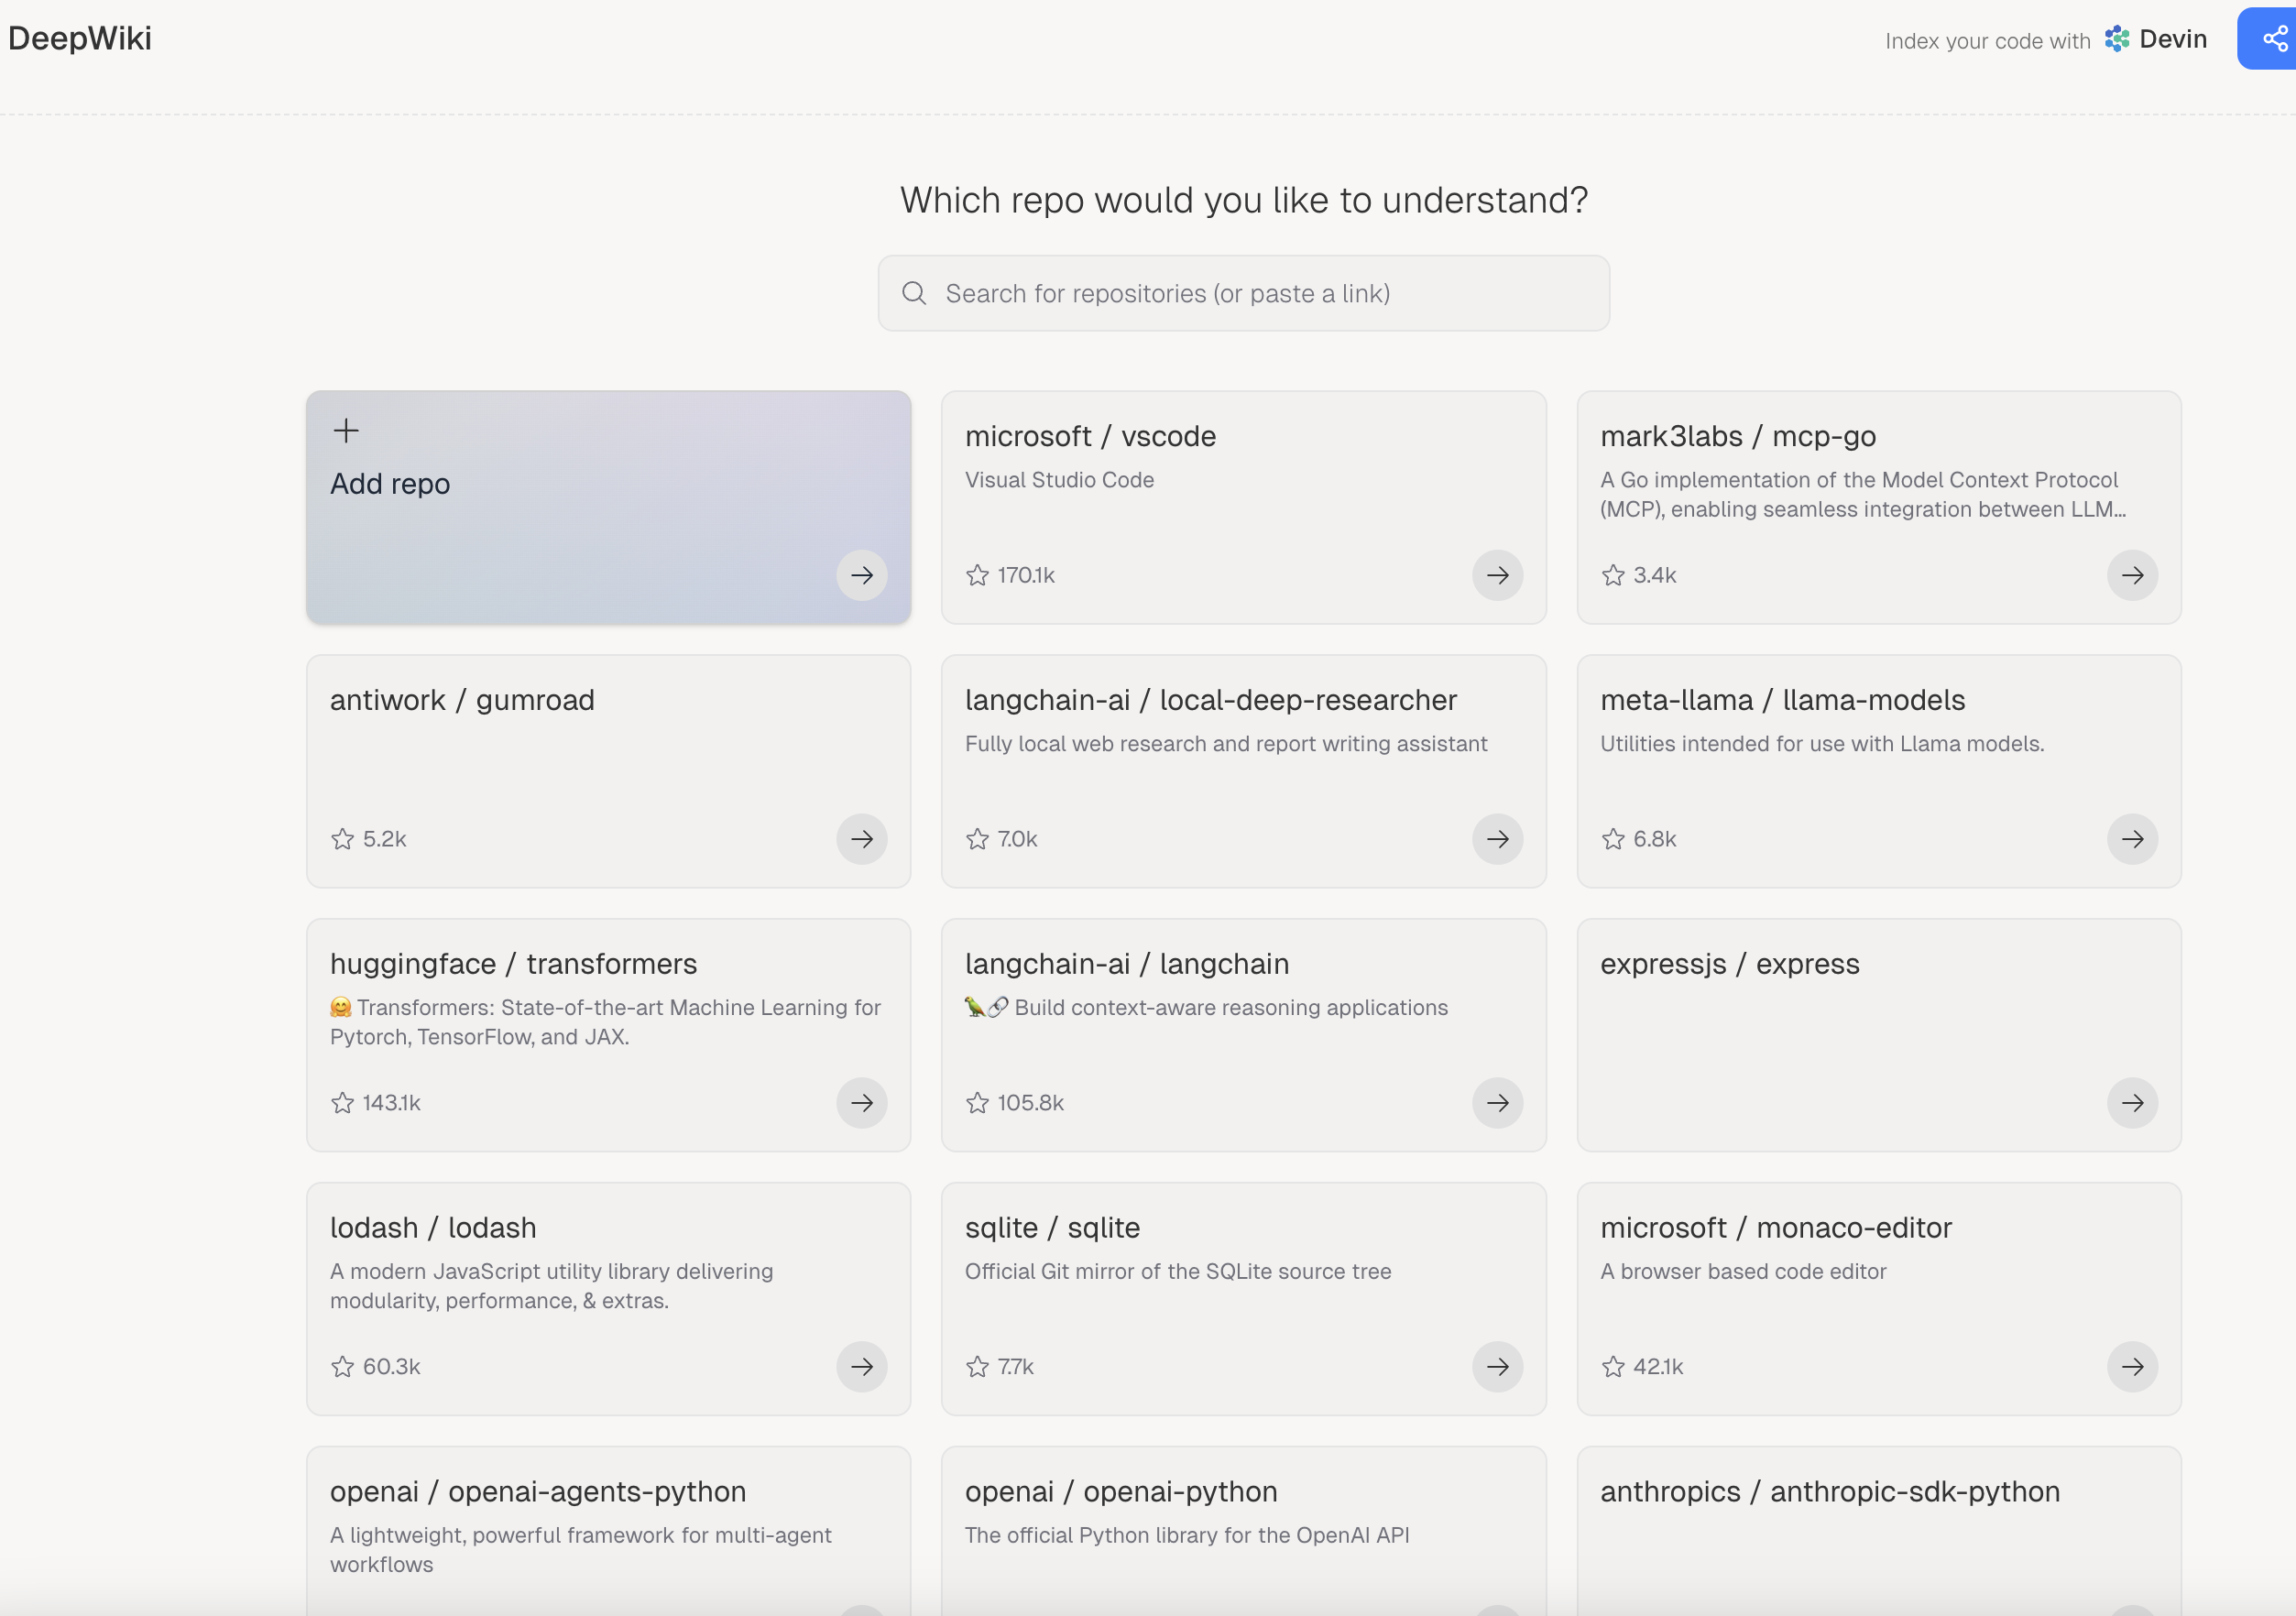 DeepWiki
Index your code with Devin
Which repo would you like to understand?
Search for repositories (or paste a link)
Add repo
microsoft / vscode
Visual Studio Code
170.1k
mark3labs / mcp-go
A Go implementation of the Model Context Protocol
(MCP), enabling seamless integration between LLM...
3.4k
antiwork / gumroad
5.2k
langchain-ai / local-deep-researcher
Fully local web research and report writing assistant
7.0k
meta-llama / llama-models
Utilities intended for use with Llama models.
6.8k
huggingface / transformers
🤗 Transformers: State-of-the-art Machine Learning for
Pytorch, TensorFlow, and JAX.
143.1k
langchain-ai / langchain
🦜🔗 Build context-aware reasoning applications
105.8k
expressjs / express
lodash / lodash
A modern JavaScript utility library delivering
modularity, performance, & extras.
60.3k
sqlite / sqlite
Official Git mirror of the SQLite source tree
7.7k
microsoft / monaco-editor
A browser based code editor
42.1k
openai / openai-agents-python
A lightweight, powerful framework for multi-agent
workflows
openai / openai-python
The official Python library for the OpenAI API
anthropics / anthropic-sdk-python